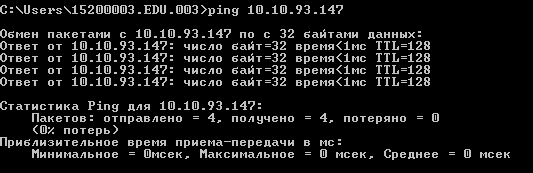 C:\Users\15200003.EDU.003>ping 10.10.93.147
Обмен пакетами с 10.10.93.147 по с 32 байтами данных:
Ответ от 10.10.93.147: число байт=32 время<1мс TTL=128
Ответ от 10.10.93.147: число байт=32 время<1мс TTL=128
Ответ от 10.10.93.147: число байт=32 время<1мс TTL=128
Ответ от 10.10.93.147: число байт=32 время<1мс TTL=128
Статистика Ping для 10.10.93.147:
Пакетов: отправлено = 4, получено = 4, потеряно = 0
(0% потерь)
Приблизительное время приема-передачи в мс:
Минимальное = 0мсек, Максимальное = 0 мсек, Среднее = 0 мсек